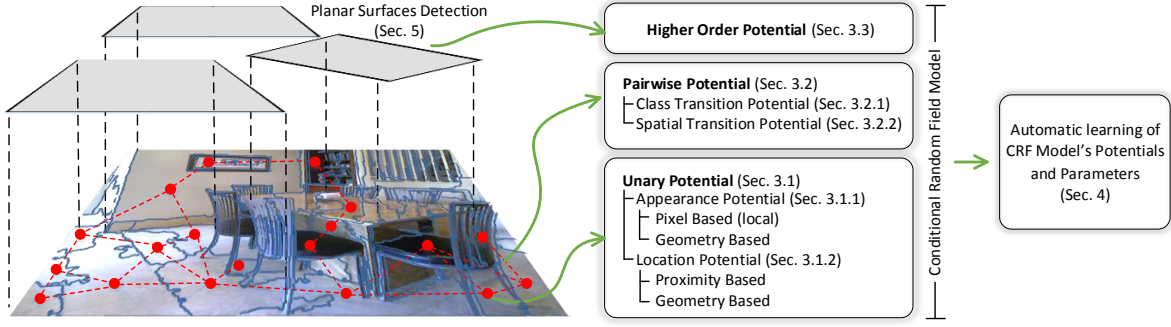 Planar Surfaces Detection
(Sec. 5)
Higher Order Potential (Sec. 3.3)
Pairwise Potential (Sec. 3.2)
Class Transition Potential (Sec. 3.2.1)
Spatial Transition Potential (Sec. 3.2.2)
Unary Potential (Sec. 3.1)
Appearance Potential (Sec. 3.1.1)
Pixel Based (local)
Geometry Based
Location Potential (Sec. 3.1.2)
Proximity Based
Geometry Based
Conditional Random Field Model
Automatic learning of
CRF Model's Potentials
and Parameters
(Sec. 4)